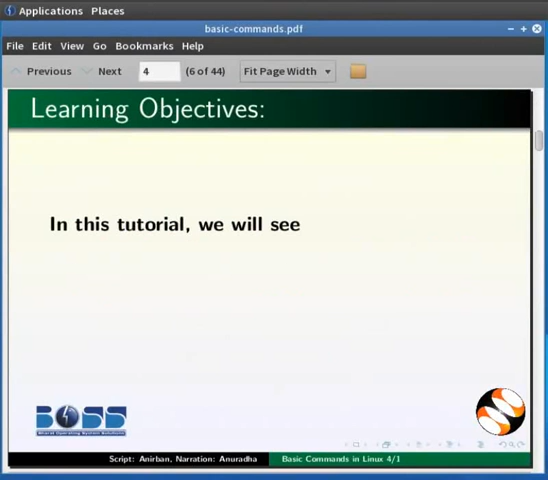 Applications Places
basic-commands.pdf
File Edit View Go Bookmarks Help
Previous Next 4 (6 of 44) Fit Page Width
Learning Objectives:
In this tutorial, we will see
BOSS
Script: Anirban, Narration: Anuradha Basic Commands in Linux 4/1